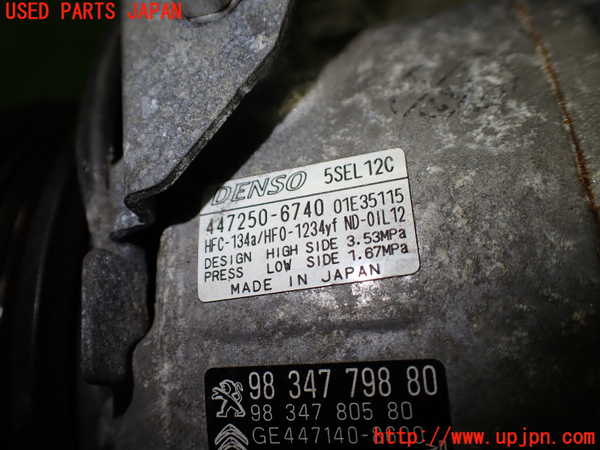 USED PARTS JAPAN
DENSO 5SEL12C
447250-6740 01E35115
HFC-134a/HFO-1234yf ND-OIL12
DESIGN HIGH SIDE 3.53MPa
PRESS LOW SIDE 1.67MPa
MADE IN JAPAN
98 347 798 80
98 347 805 80
GE447140-
http://www.upjpn.com/